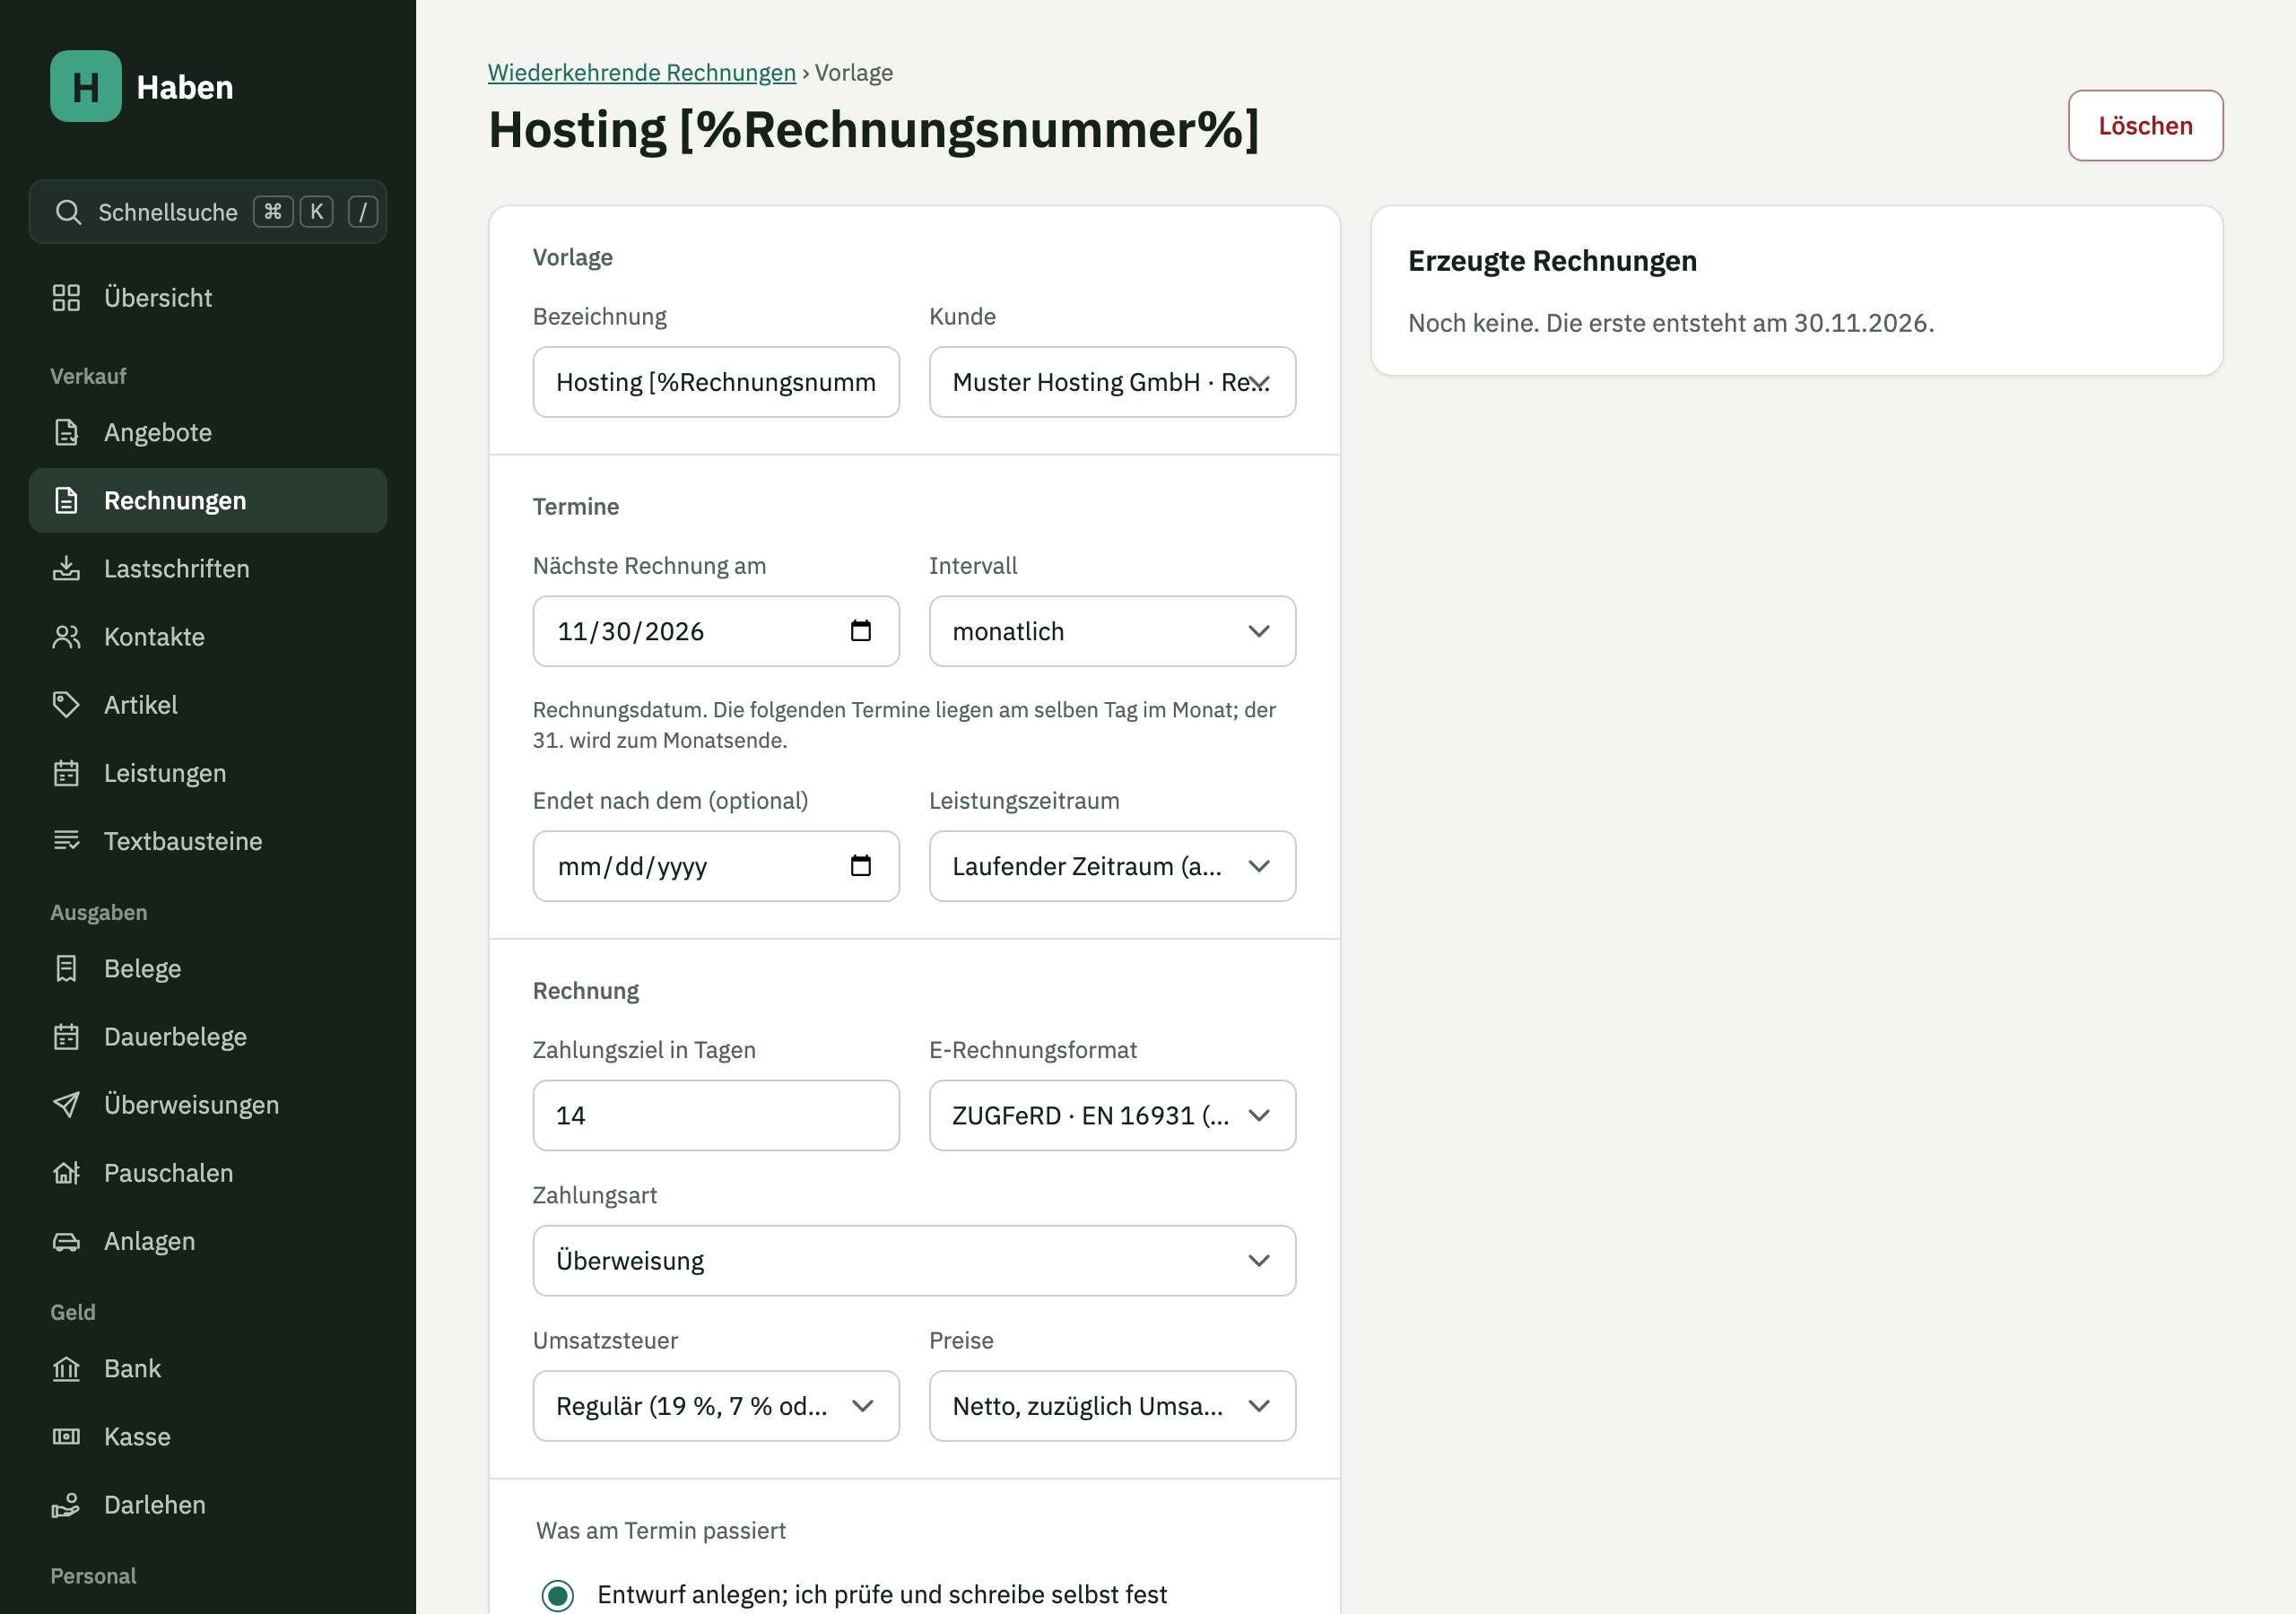 H Haben
Schnellsuche ⌘ K /
Übersicht
Verkauf
Angebote
Rechnungen
Lastschriften
Kontakte
Artikel
Leistungen
Textbausteine
Ausgaben
Belege
Dauerbelege
Überweisungen
Pauschalen
Anlagen
Geld
Bank
Kasse
Darlehen
Personal
Wiederkehrende Rechnungen › Vorlage
Hosting [%Rechnungsnummer%]
Löschen
Vorlage
Bezeichnung Kunde
Hosting [%Rechnungsnumm Muster Hosting GmbH · Re...
Termine
Nächste Rechnung am Intervall
11/30/2026 monatlich
Rechnungsdatum. Die folgenden Termine liegen am selben Tag im Monat; der
31. wird zum Monatsende.
Endet nach dem (optional) Leistungszeitraum
mm/dd/yyyy Laufender Zeitraum (a...
Rechnung
Zahlungsziel in Tagen E-Rechnungsformat
14 ZUGFeRD · EN 16931 (...
Zahlungsart
Überweisung
Umsatzsteuer Preise
Regulär (19 %, 7 % od... Netto, zuzüglich Umsa...
Was am Termin passiert
Entwurf anlegen; ich prüfe und schreibe selbst fest
Erzeugte Rechnungen
Noch keine. Die erste entsteht am 30.11.2026.